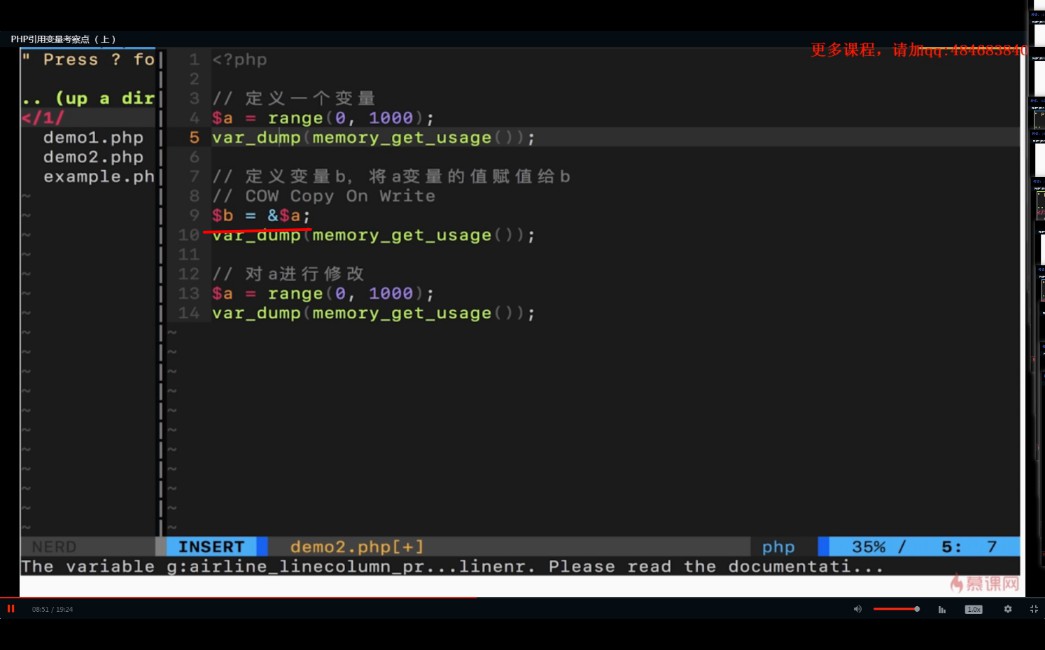 PHP引用变量考察点（上）
更多课程，请加qq:484683840
" Press ? fo
.. (up a dir
</1/
demo1.php
demo2.php
example.ph
1 <?php
2
3 // 定义一个变量
4 $a = range(0, 1000);
5 var_dump(memory_get_usage());
6
7 // 定义变量b，将a变量的值赋值给b
8 // COW Copy On Write
9 $b = &$a;
10 var_dump(memory_get_usage());
11
12 // 对a进行修改
13 $a = range(0, 1000);
14 var_dump(memory_get_usage());
NERD INSERT demo2.php[+] php 35% / 5: 7
The variable g:airline_linecolumn_pr...linenr. Please read the documentati...
慕课网
08:51 / 19:24
1.0x